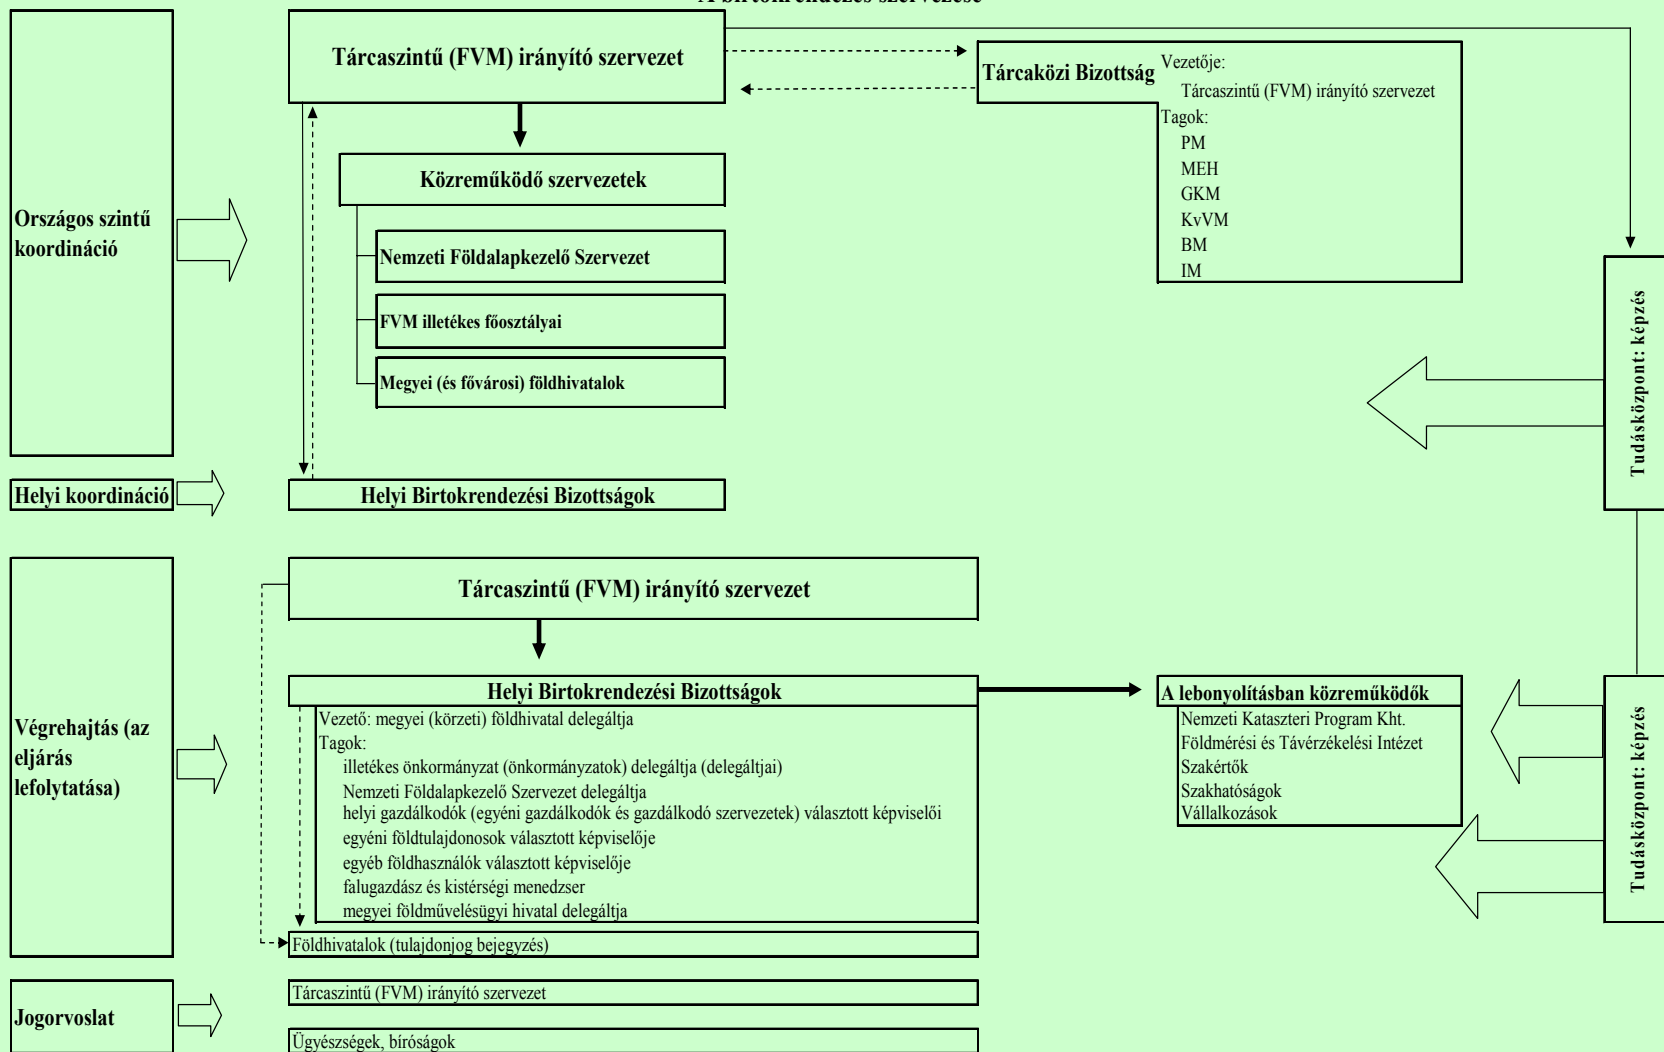 A birtokrendezés szervezése
Tárcaszintű (FVM) irányító szervezet
Tárcaközi Bizottság
Vezetője:
Tárcaszintű (FVM) irányító szervezet
Tagok:
PM
MEH
GKM
KvVM
BM
IM
Közreműködő szervezetek
Országos szintű
koordináció
Nemzeti Földalapkezelő Szervezet
FVM illetékes főosztályai
Megyei (és fővárosi) földhivatalok
Tudásközpont: képzés
Helyi koordináció
Helyi Birtokrendezési Bizottságok
Végrehajtás (az
eljárás
lefolytatása)
Tárcaszintű (FVM) irányító szervezet
Helyi Birtokrendezési Bizottságok
Vezető: megyei (körzeti) földhivatal delegáltja
Tagok:
illetékes önkormányzat (önkormányzatok) delegáltja (delegáltjai)
Nemzeti Földalapkezelő Szervezet delegáltja
helyi gazdálkodók (egyéni gazdálkodók és gazdálkodó szervezetek) választott képviselői
egyéni földtulajdonosok választott képviselője
egyéb földhasználók választott képviselője
falugazdász és kistérségi menedzser
megyei földművelésügyi hivatal delegáltja
Földhivatalok (tulajdonjog bejegyzés)
A lebonyolításban közreműködők
Nemzeti Kataszteri Program Kht.
Földmérési és Távérzékelési Intézet
Szakértők
Szakhatóságok
Vállalkozások
Tudásközpont: képzés
Jogorvoslat
Tárcaszintű (FVM) irányító szervezet
Ügyészségek, bíróságok